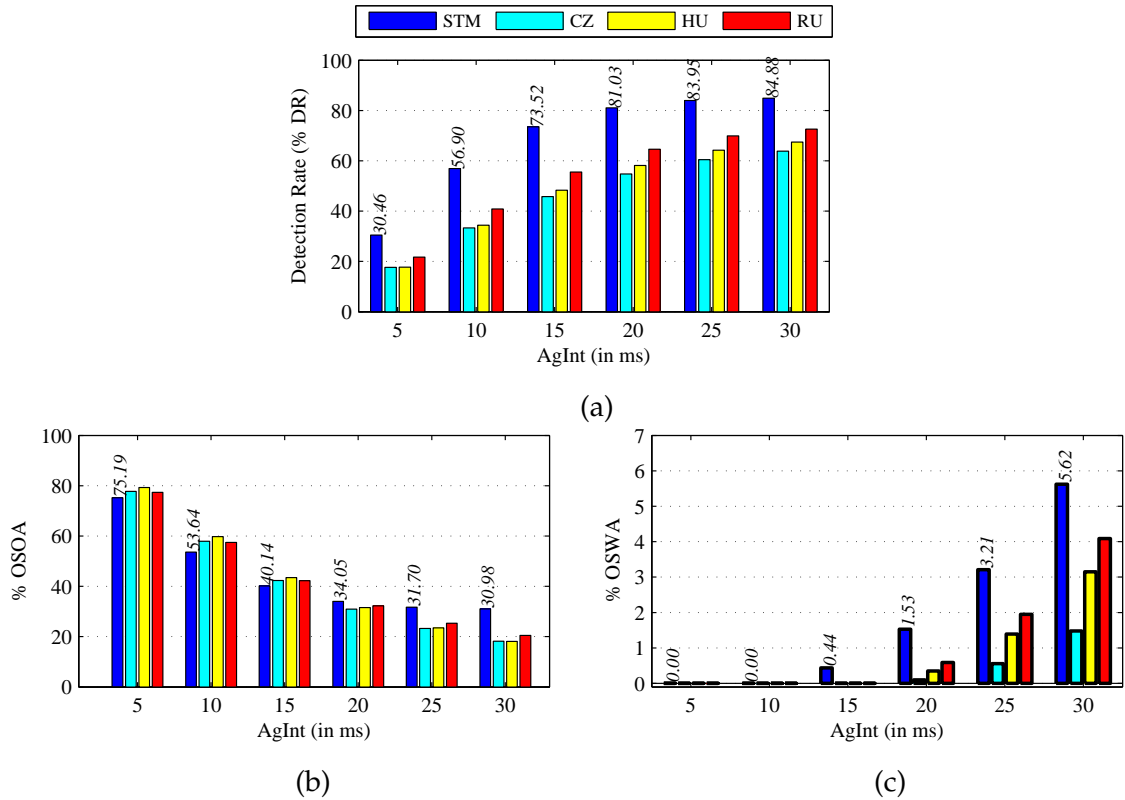 STM CZ HU RU
100
80
60
40
20
0
Detection Rate (% DR)
30.46 56.90 73.52 81.03 83.95 84.88
5 10 15 20 25 30
AgInt (in ms)
(a)
100
80
60
40
20
0
% OSOA
75.19 53.64 40.14 34.05 31.70 30.98
5 10 15 20 25 30
AgInt (in ms)
(b)
7
6
5
4
3
2
1
0
% OSWA
0.00 0.00 0.44 1.53 3.21 5.62
5 10 15 20 25 30
AgInt (in ms)
(c)